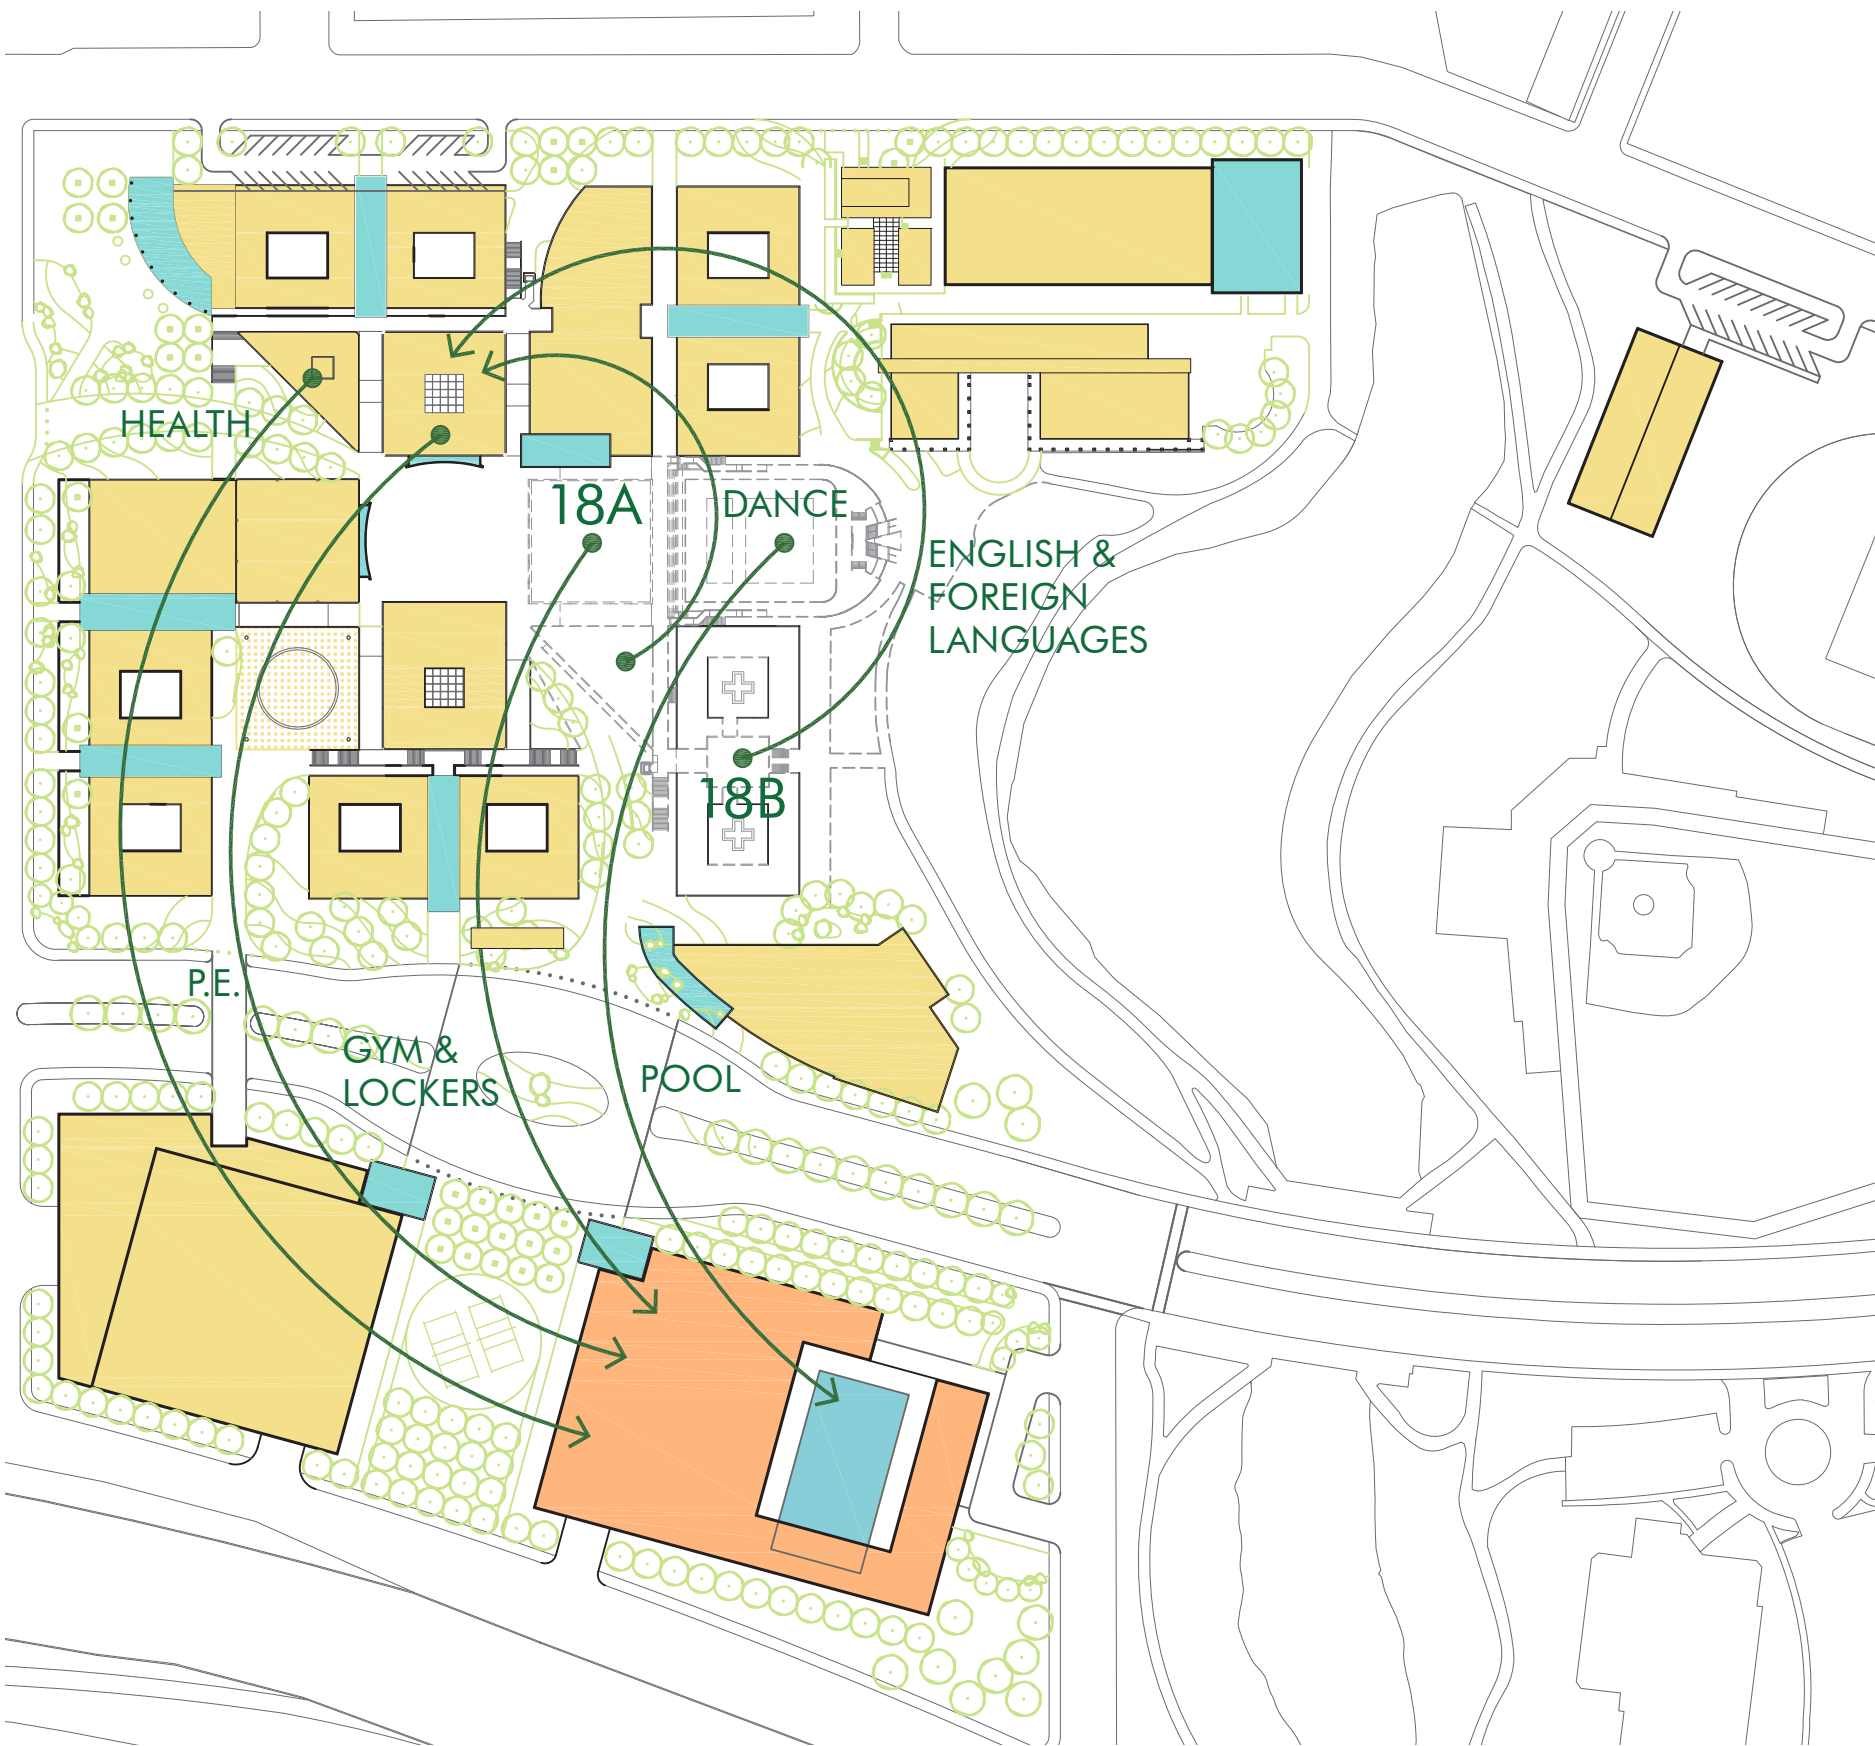 HEALTH
18A
DANCE
ENGLISH &
FOREIGN
LANGUAGES
18B
P.E.
GYM &
LOCKERS
POOL